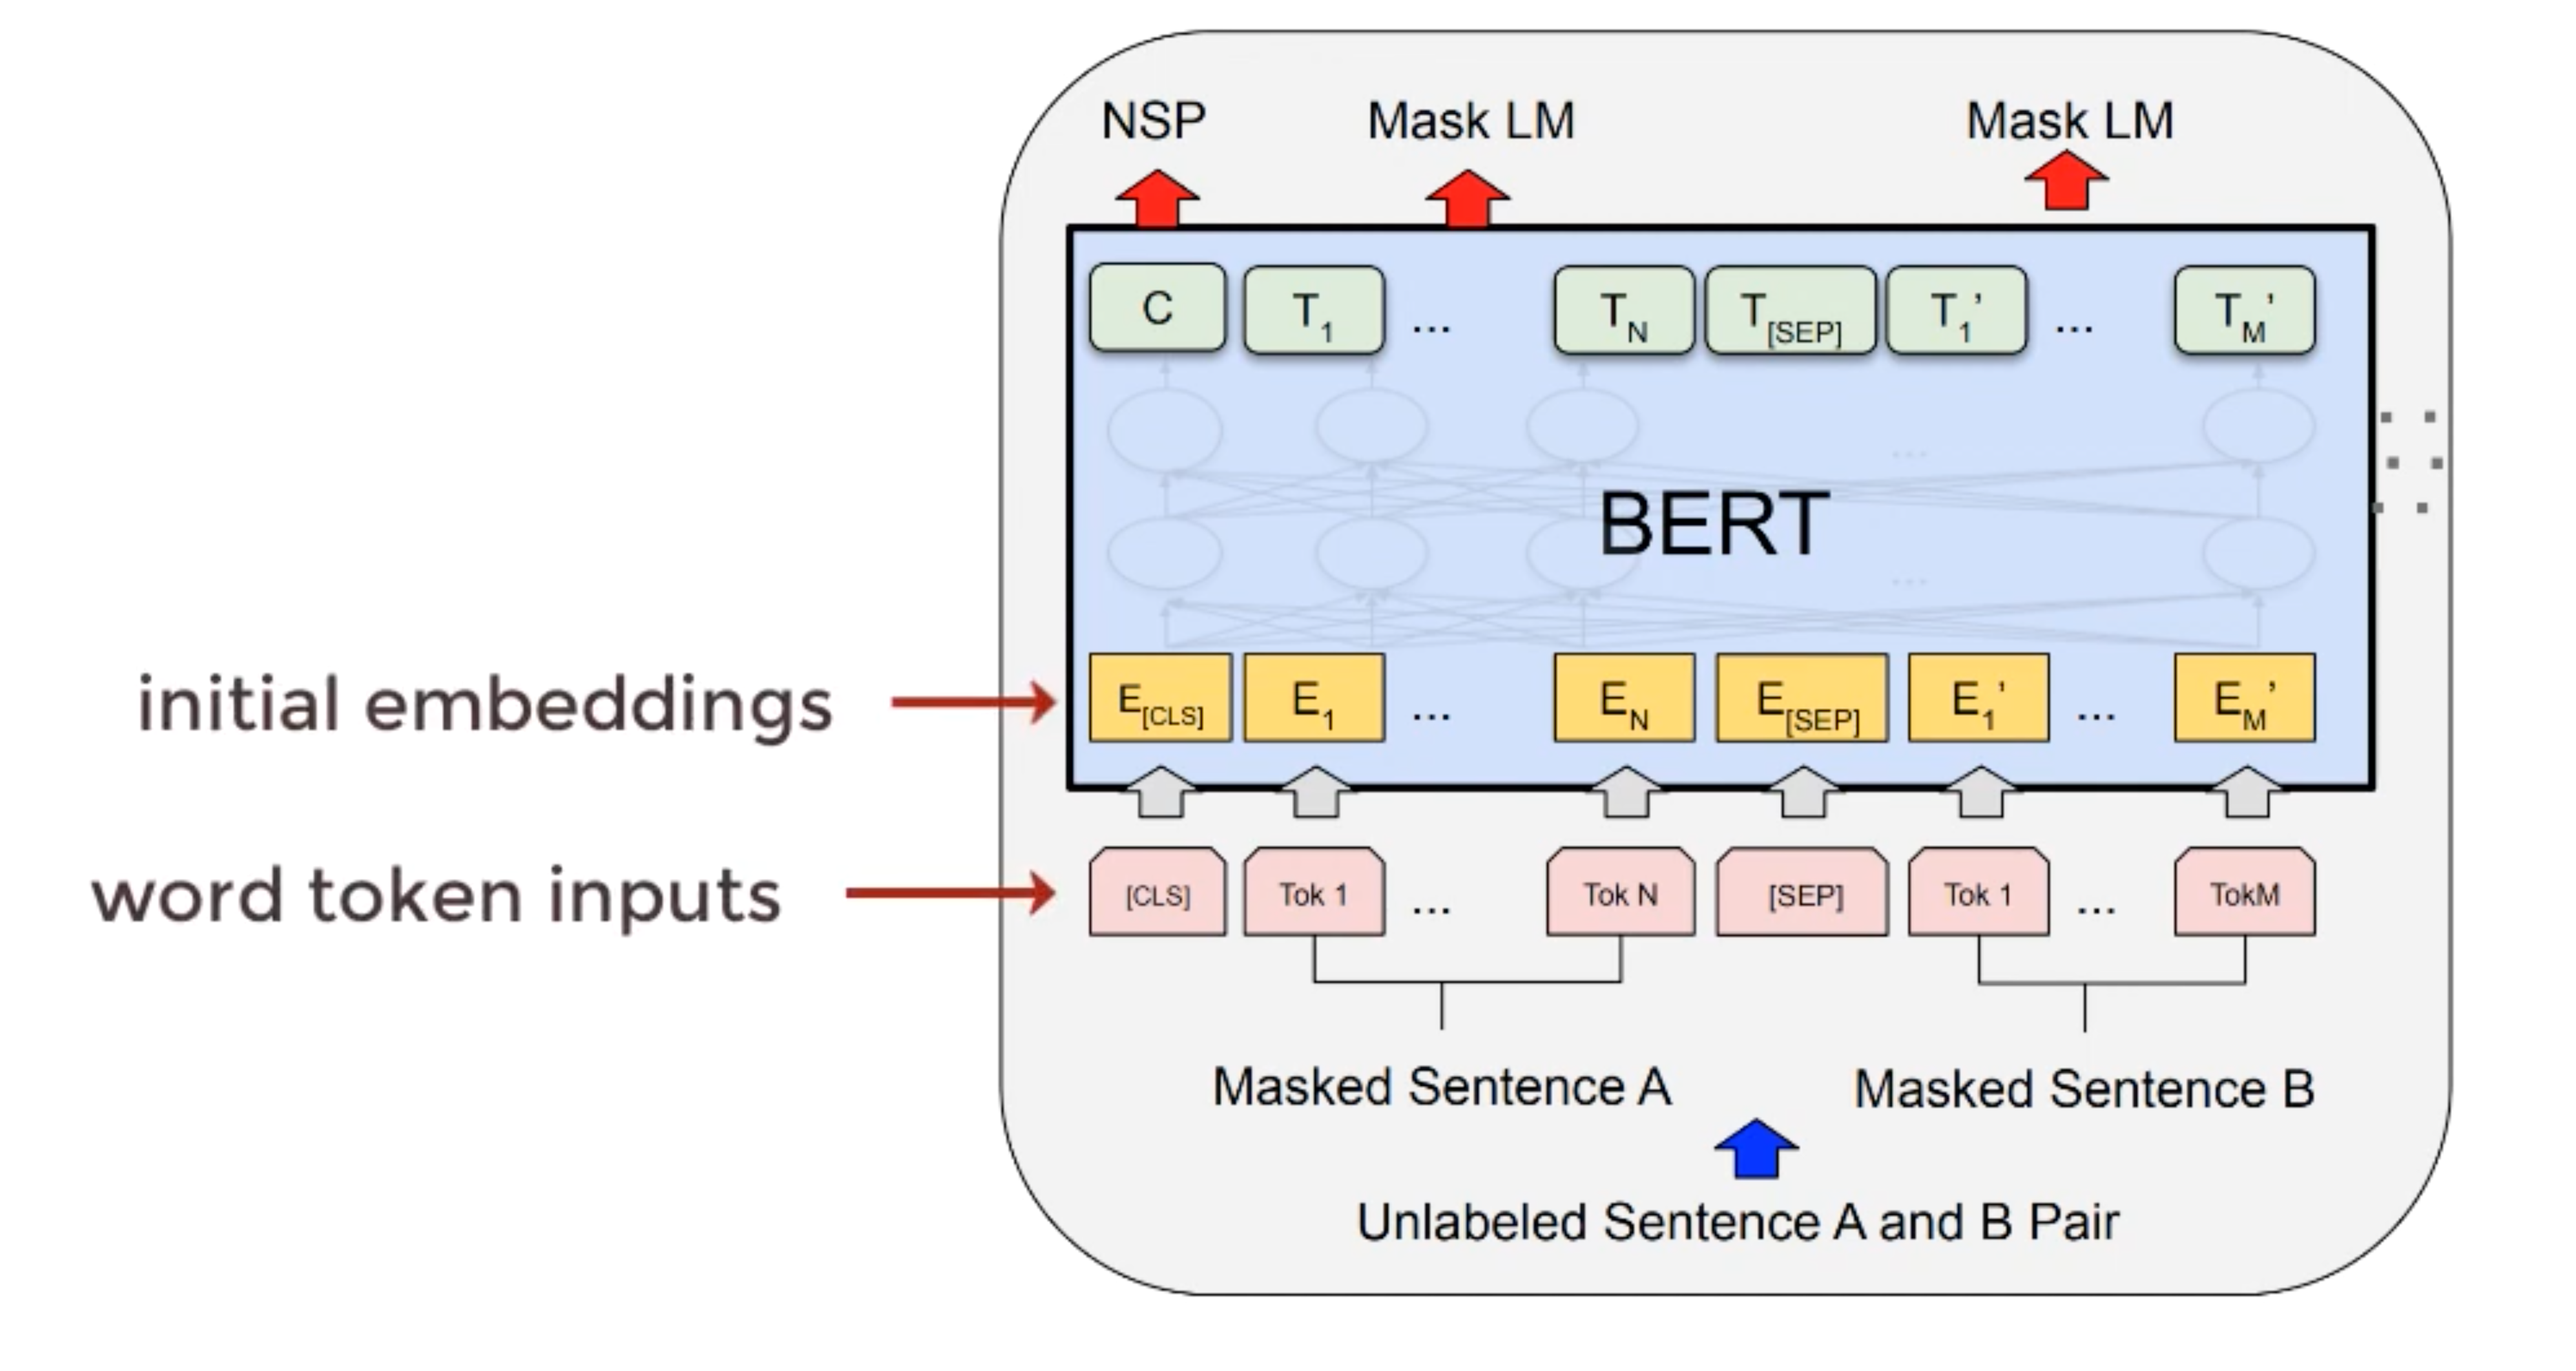 NSP Mask LM Mask LM
C T1 ... TN T[SEP] T1’ ... TM’
...
BERT
...
initial embeddings E[CLS] E1 ... EN E[SEP] E1’ ... EM’
word token inputs [CLS] Tok 1 ... Tok N [SEP] Tok 1 ... TokM
Masked Sentence A Masked Sentence B
Unlabeled Sentence A and B Pair